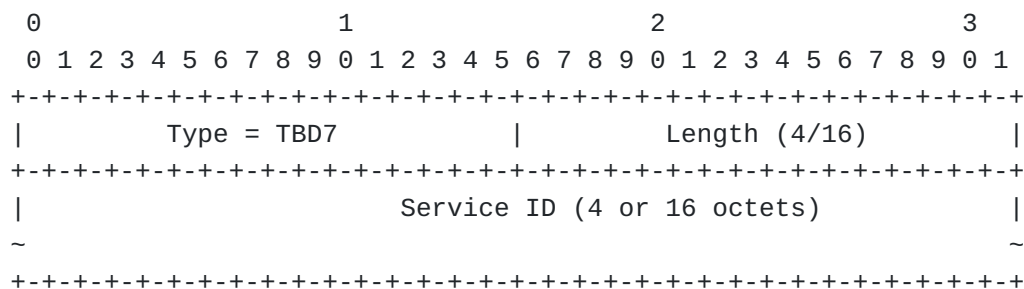 0                   1                   2                   3
 0 1 2 3 4 5 6 7 8 9 0 1 2 3 4 5 6 7 8 9 0 1 2 3 4 5 6 7 8 9 0 1
+-+-+-+-+-+-+-+-+-+-+-+-+-+-+-+-+-+-+-+-+-+-+-+-+-+-+-+-+-+-+-+-+
|         Type = TBD7           |         Length (4/16)         |
+-+-+-+-+-+-+-+-+-+-+-+-+-+-+-+-+-+-+-+-+-+-+-+-+-+-+-+-+-+-+-+-+
|                        Service ID (4 or 16 octets)            |
~                                                               ~
+-+-+-+-+-+-+-+-+-+-+-+-+-+-+-+-+-+-+-+-+-+-+-+-+-+-+-+-+-+-+-+-+